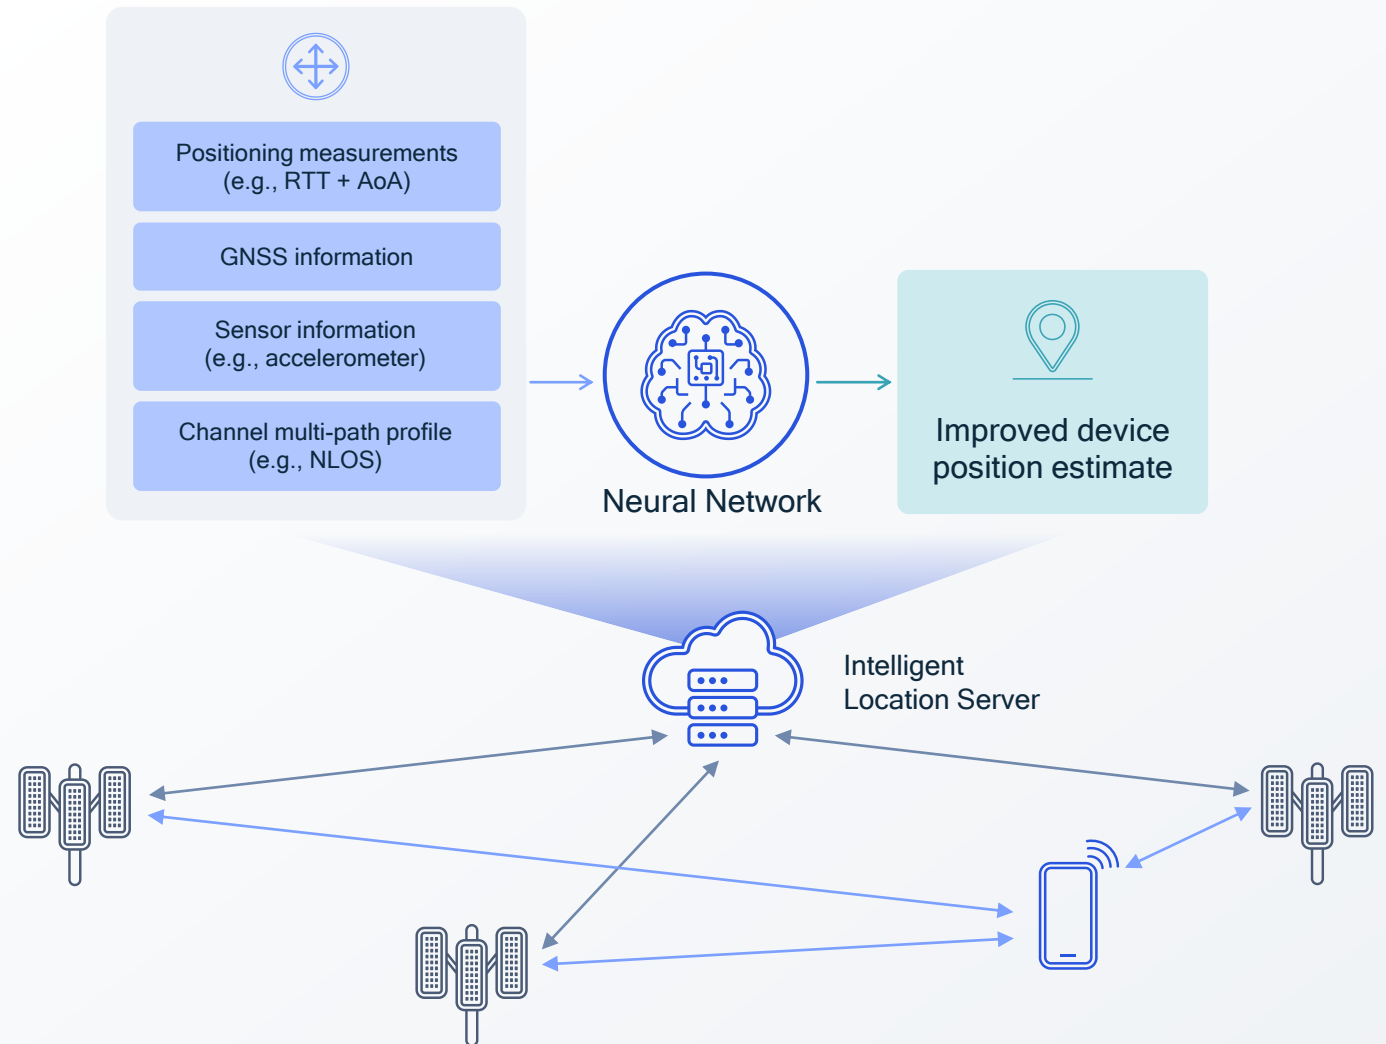 Positioning measurements
(e.g., RTT + AoA)
GNSS information
Sensor information
(e.g., accelerometer)
Channel multi-path profile
(e.g., NLOS)
Neural Network
Improved device
position estimate
Intelligent
Location Server